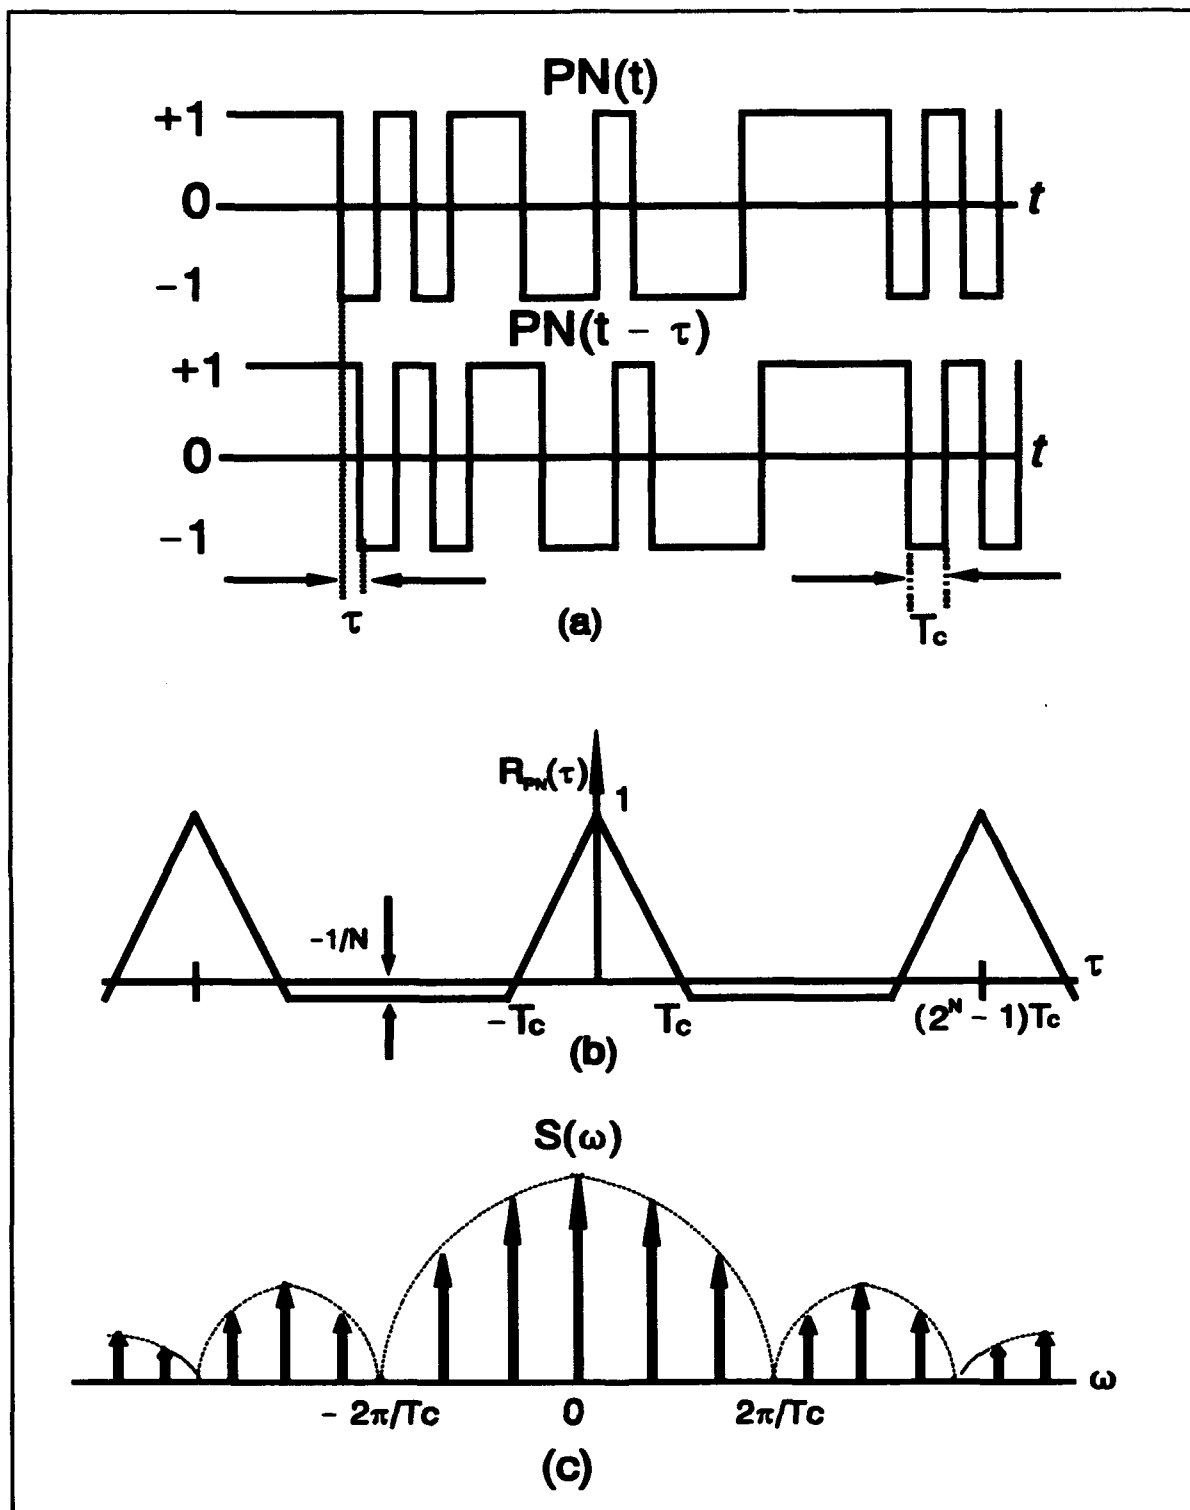 PN(t)
+1
0
t
-1
PN(t - τ)
+1
0
t
-1
τ
(a)
Tc
R_PN(τ)
1
-1/N
τ
-Tc
Tc
(2^N - 1)Tc
(b)
S(ω)
ω
- 2π/Tc
0
2π/Tc
(c)